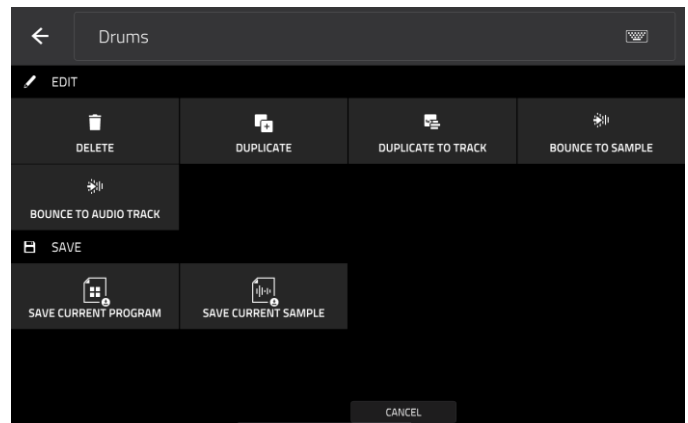 Drums
EDIT
DELETE
DUPLICATE
DUPLICATE TO TRACK
BOUNCE TO SAMPLE
BOUNCE TO AUDIO TRACK
SAVE
SAVE CURRENT PROGRAM
SAVE CURRENT SAMPLE
CANCEL